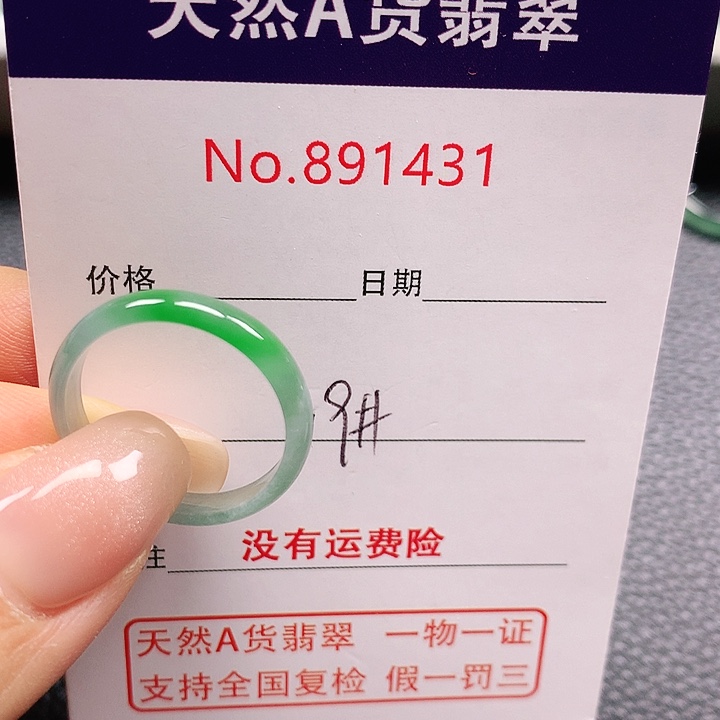 天然A货翡翠
No.891431
价格 日期
9#
注 没有运费险
天然A货翡翠 一物一证
支持全国复检 假一罚三